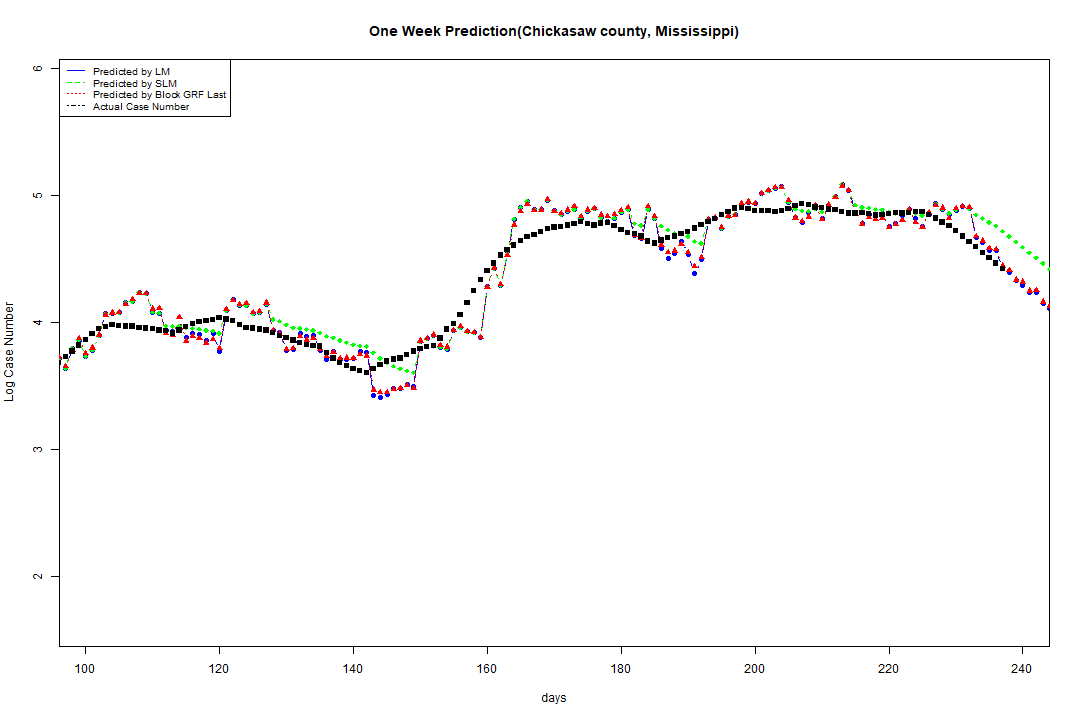 One Week Prediction(Chickasaw county, Mississippi)
Predicted by LM
Predicted by SLM
Predicted by Block GRF Last
Actual Case Number
6
5
4
3
2
Log Case Number
100 120 140 160 180 200 220 240
days